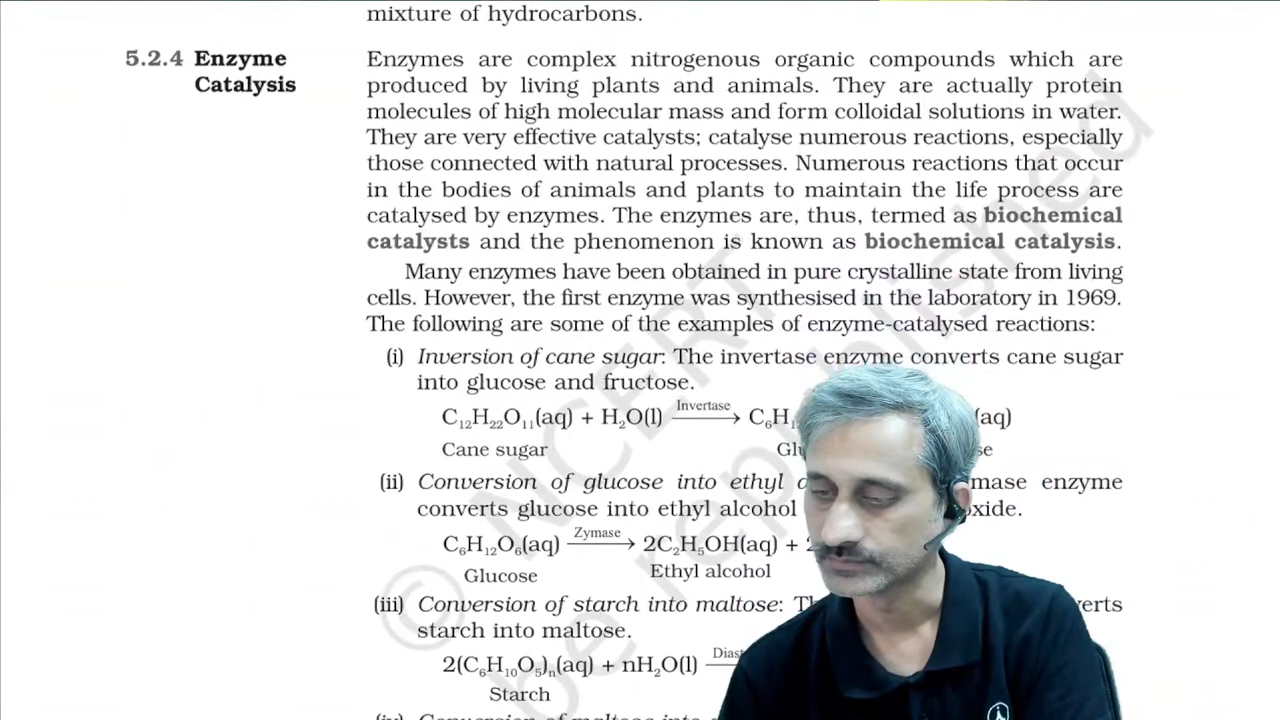 mixture of hydrocarbons.
5.2.4 Enzyme Catalysis
Enzymes are complex nitrogenous organic compounds which are
produced by living plants and animals. They are actually protein
molecules of high molecular mass and form colloidal solutions in water.
They are very effective catalysts; catalyse numerous reactions, especially
those connected with natural processes. Numerous reactions that occur
in the bodies of animals and plants to maintain the life process are
catalysed by enzymes. The enzymes are, thus, termed as biochemical
catalysts and the phenomenon is known as biochemical catalysis.
Many enzymes have been obtained in pure crystalline state from living
cells. However, the first enzyme was synthesised in the laboratory in 1969.
The following are some of the examples of enzyme-catalysed reactions:
(i) Inversion of cane sugar: The invertase enzyme converts cane sugar
into glucose and fructose.
C₁₂H₂₂O₁₁(aq) + H₂O(l) Invertase → C₆H (aq)
Cane sugar
(ii) Conversion of glucose into ethyl enzyme
converts glucose into ethyl alcohol
C₆H₁₂O₆(aq) Zymase → 2C₂H₅OH(aq) +
Glucose Ethyl alcohol
(iii) Conversion of starch into maltose:
starch into maltose.
2(C₆H₁₀O₅)ₙ(aq) + nH₂O(l)
Starch
© NCERT
be republished